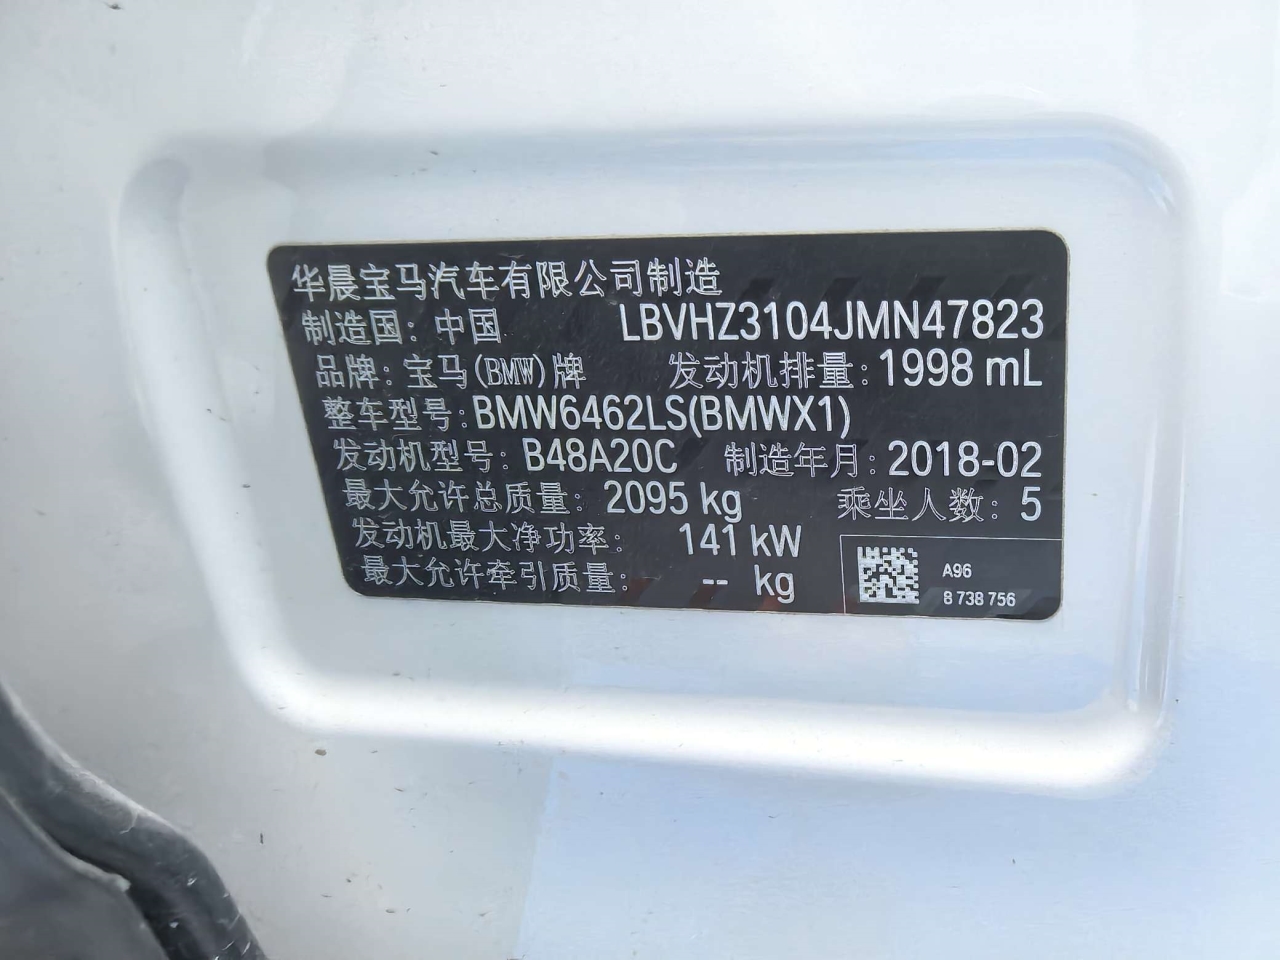 华晨宝马汽车有限公司制造
制造国: 中国 LBVHZ3104JMN47823
品牌: 宝马(BMW)牌 发动机排量: 1998 mL
整车型号: BMW6462LS(BMWX1)
发动机型号: B48A20C 制造年月: 2018-02
最大允许总质量: 2095 kg 乘坐人数: 5
发动机最大净功率: 141 kW
最大允许牵引质量: -- kg
A96
8 738 756